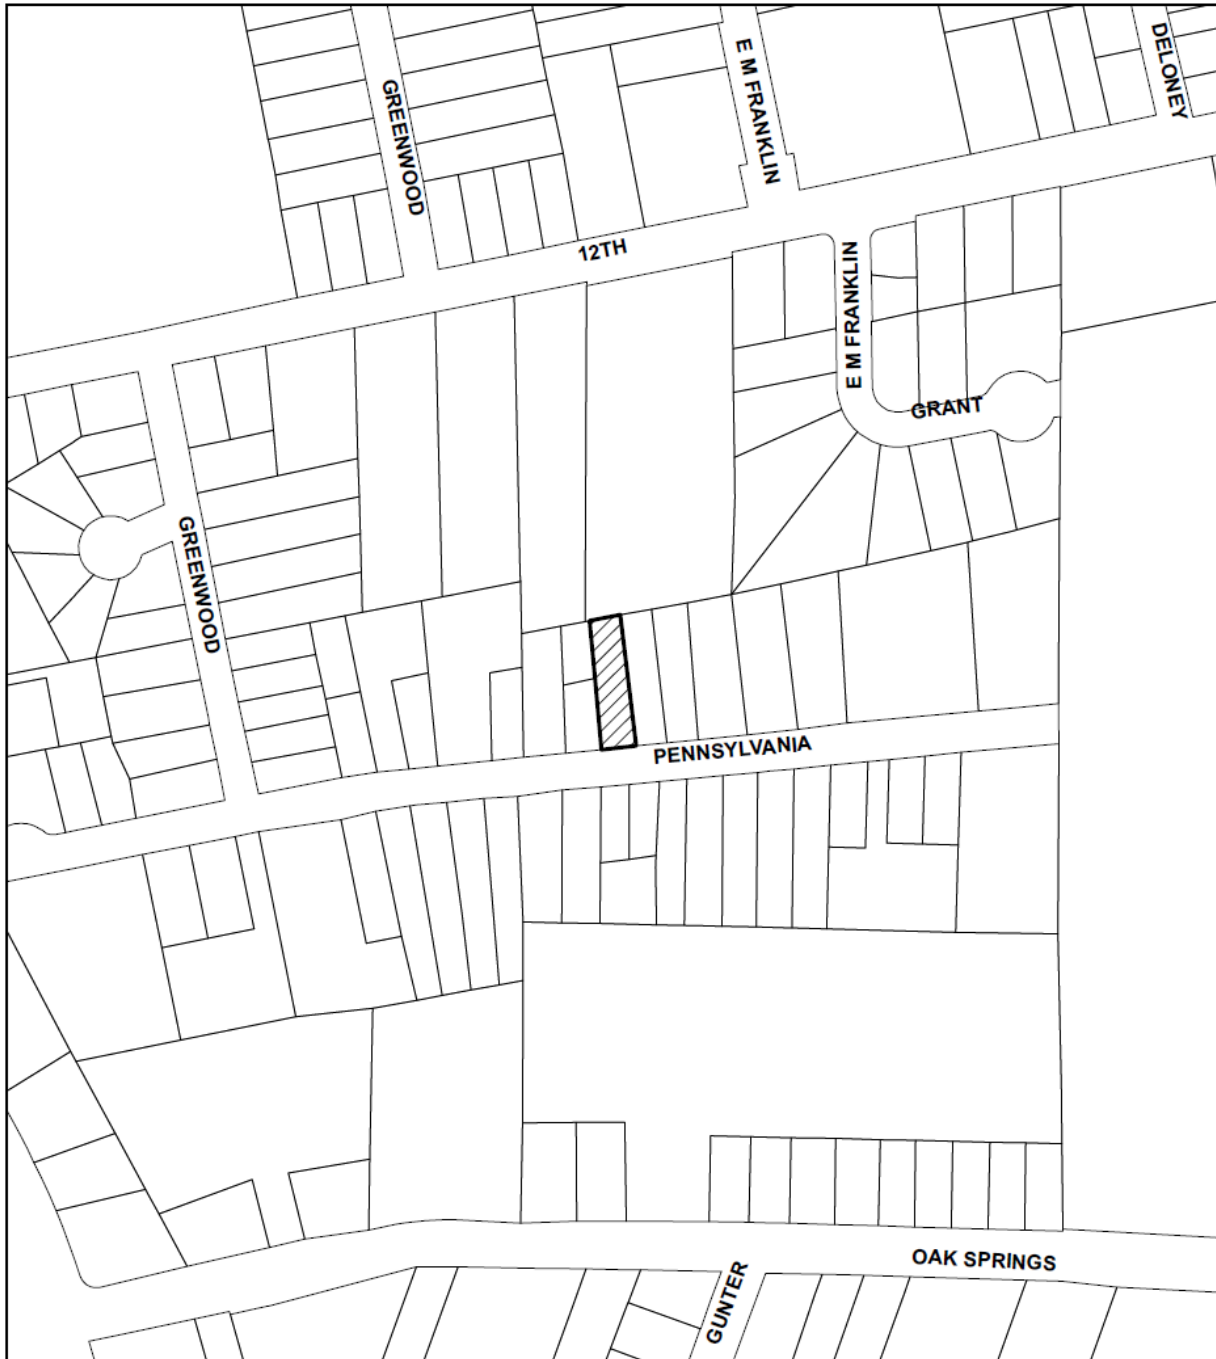 DELONEY
E M FRANKLIN
GREENWOOD
12TH
E M FRANKLIN
GRANT
GREENWOOD
PENNSYLVANIA
OAK SPRINGS
GUNTER